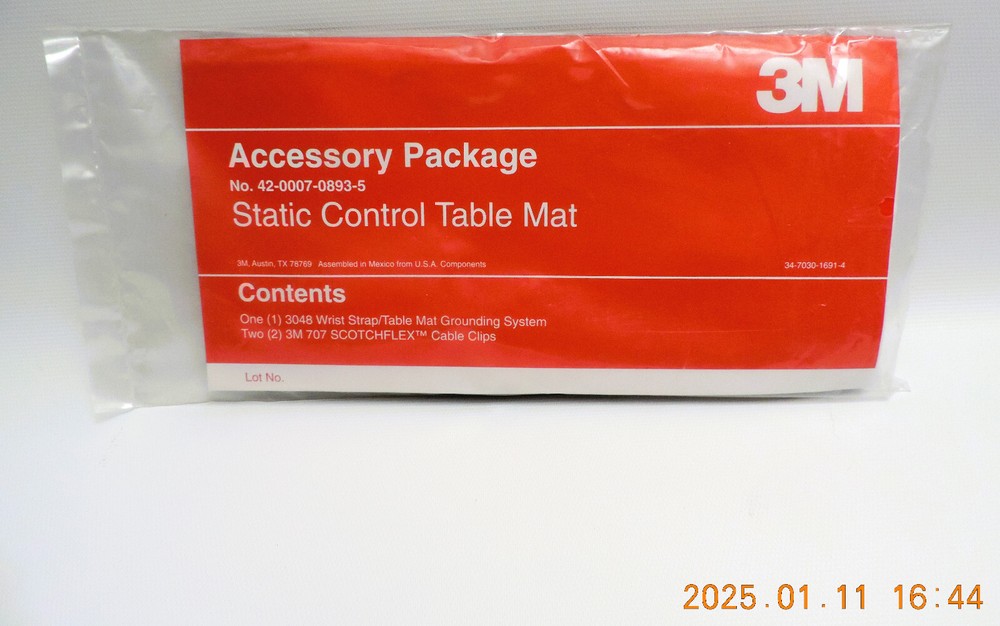 3M
Accessory Package
No. 42-0007-0893-5
Static Control Table Mat
3M, Austin, TX 78769 Assembled in Mexico from U.S.A. Components 34-7030-1691-4
Contents
One (1) 3048 Wrist Strap/Table Mat Grounding System
Two (2) 3M 707 SCOTCHFLEX™ Cable Clips
Lot No.
2025.01.11 16:44